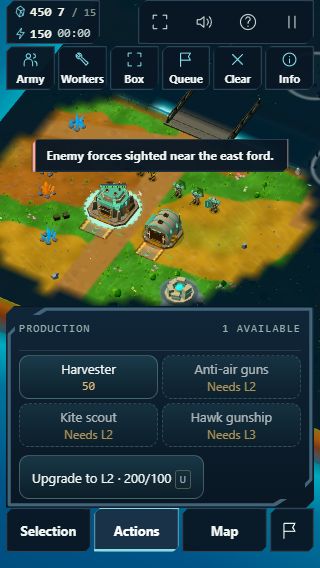 450 7 / 15
150 00:00
Army
Workers
Box
Queue
Clear
Info
Enemy forces sighted near the east ford.
PRODUCTION
1 AVAILABLE
Harvester
50
Anti-air guns
Needs L2
Kite scout
Needs L2
Hawk gunship
Needs L3
Upgrade to L2 · 200/100 U
Selection
Actions
Map